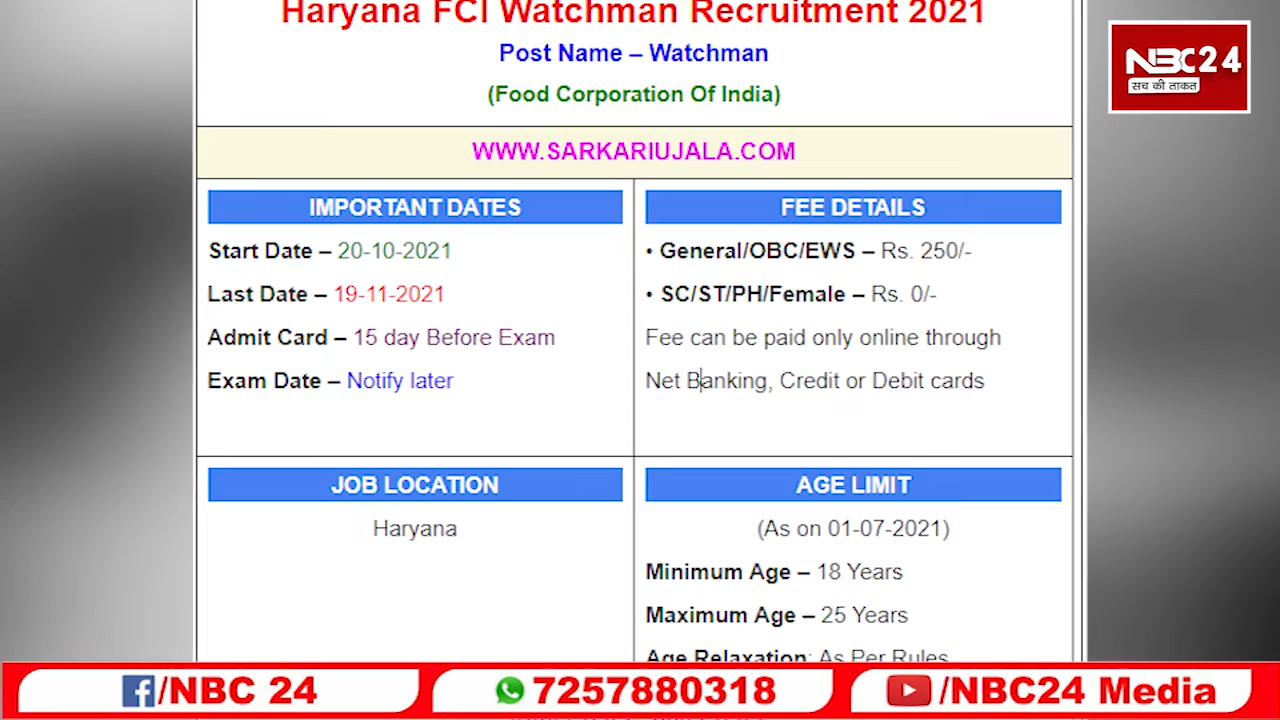 Haryana FCI Watchman Recruitment 2021
Post Name – Watchman
(Food Corporation Of India)
WWW.SARKARIUJALA.COM
IMPORTANT DATES
Start Date – 20-10-2021
Last Date – 19-11-2021
Admit Card – 15 day Before Exam
Exam Date – Notify later
FEE DETAILS
• General/OBC/EWS – Rs. 250/-
• SC/ST/PH/Female – Rs. 0/-
Fee can be paid only online through
Net Banking, Credit or Debit cards
JOB LOCATION
Haryana
AGE LIMIT
(As on 01-07-2021)
Minimum Age – 18 Years
Maximum Age – 25 Years
Age Relaxation: As Per Rules
NBC 24
सच की ताकत
/NBC 24
7257880318
/NBC24 Media